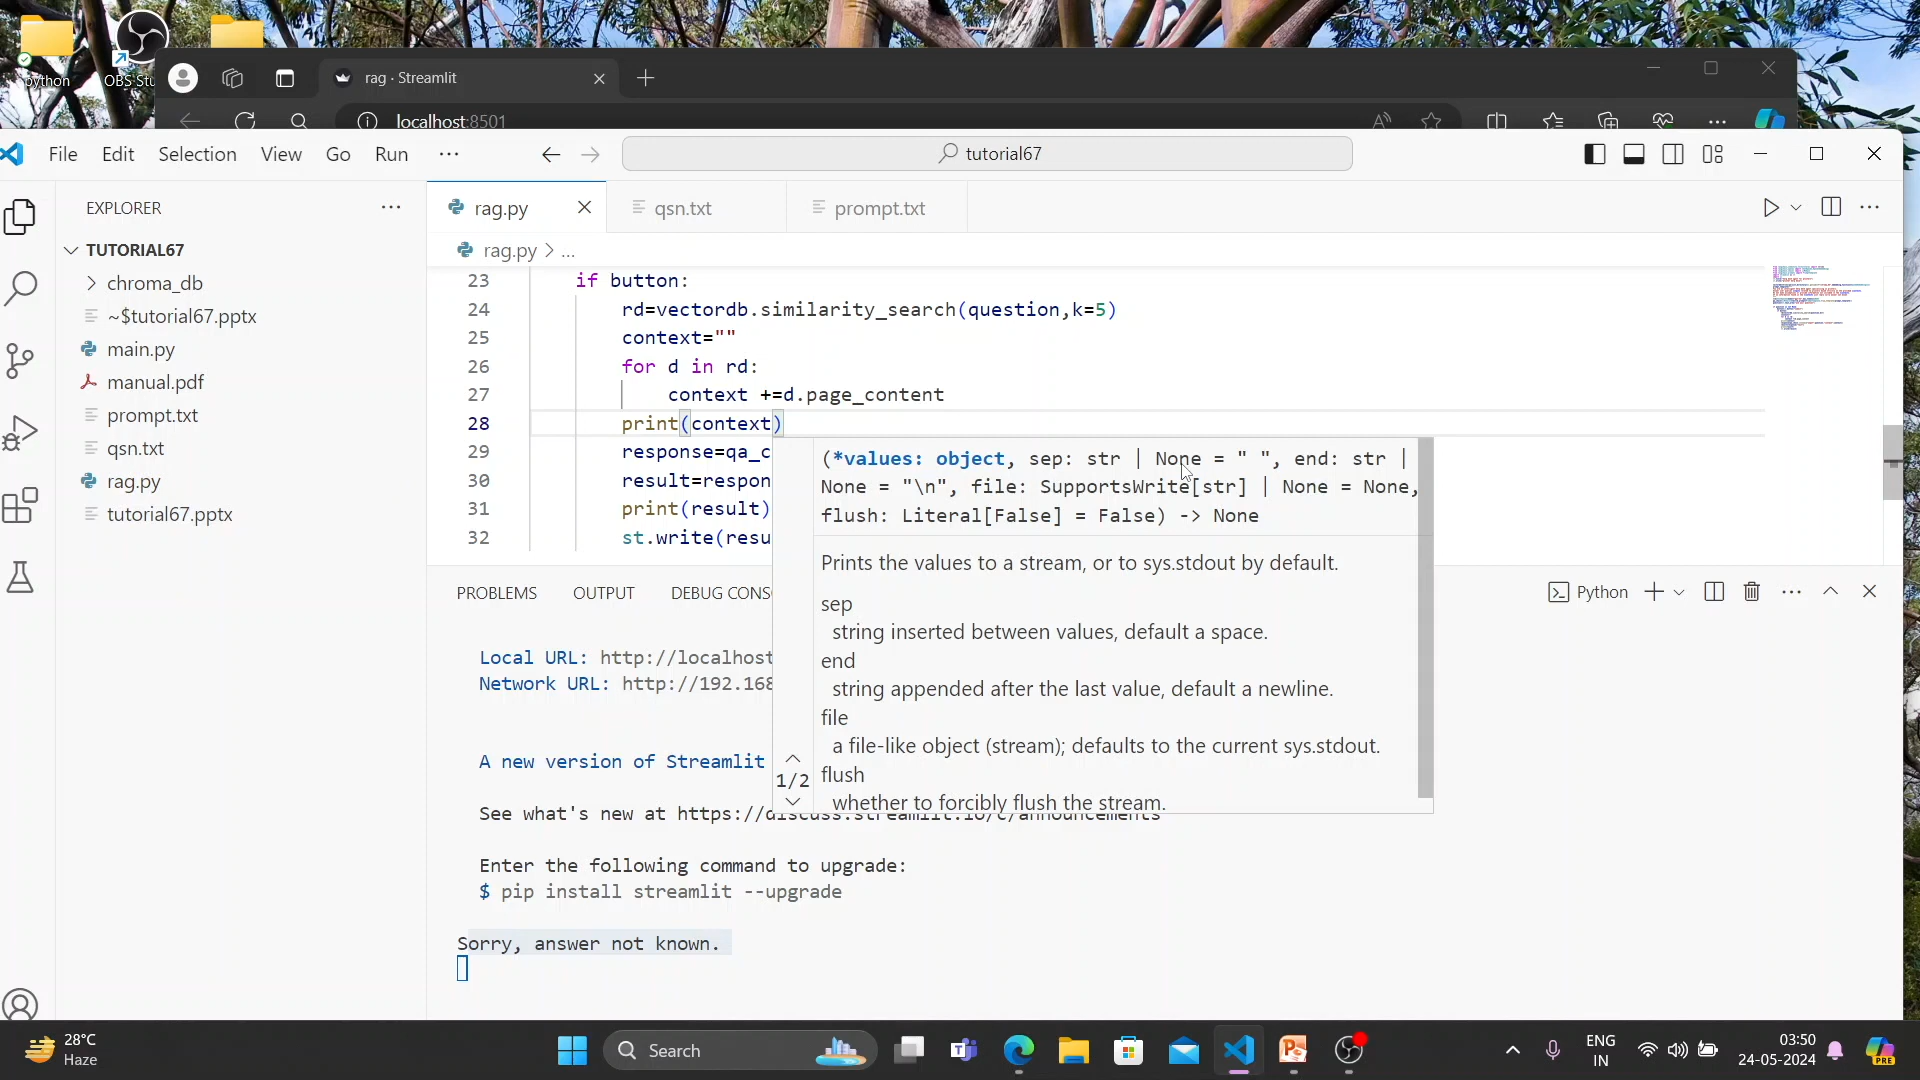 python
OBS Stu
rag · Streamlit
localhost:8501
File Edit Selection View Go Run ···
tutorial67
EXPLORER
rag.py
qsn.txt
prompt.txt
rag.py > ...
TUTORIAL67
chroma_db
~$tutorial67.pptx
main.py
manual.pdf
prompt.txt
qsn.txt
rag.py
tutorial67.pptx
23 if button:
24 rd=vectordb.similarity_search(question,k=5)
25 context=""
26 for d in rd:
27 context +=d.page_content
28 print(context)
29 response=qa_c
30 result=respon
31 print(result)
32 st.write(resu
(*values: object, sep: str | None = " ", end: str |
None = "\n", file: SupportsWrite[str] | None = None,
flush: Literal[False] = False) -> None
Prints the values to a stream, or to sys.stdout by default.
sep
string inserted between values, default a space.
end
string appended after the last value, default a newline.
file
a file-like object (stream); defaults to the current sys.stdout.
flush
whether to forcibly flush the stream.
1/2
PROBLEMS OUTPUT DEBUG CONS
Python
Local URL: http://localhost
Network URL: http://192.168
A new version of Streamlit
See what's new at https://discuss.streamlit.io/c/announcements
Enter the following command to upgrade:
$ pip install streamlit --upgrade
Sorry, answer not known.
28°C
Haze
Search
ENG
IN
03:50
24-05-2024
PRE